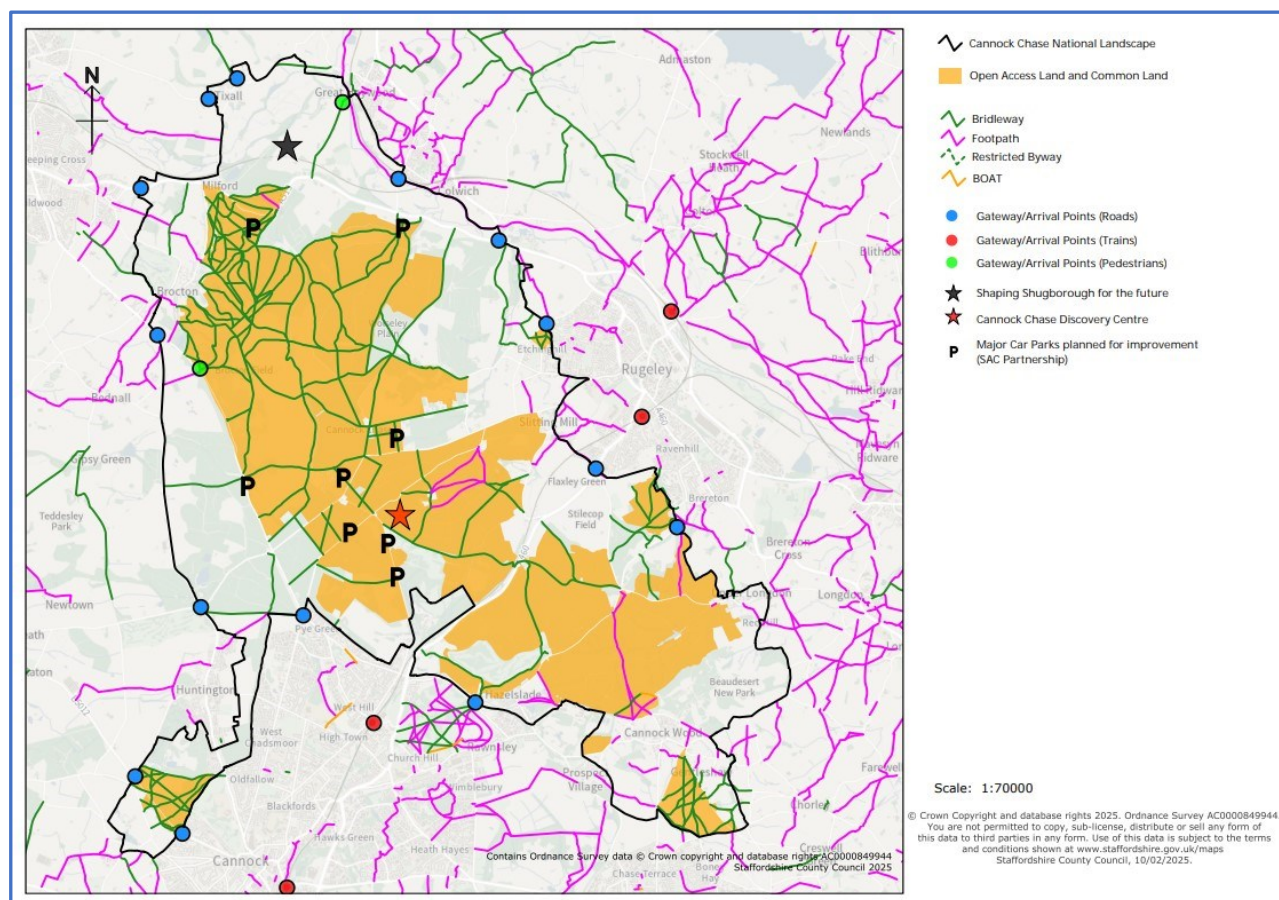 N
Tixall
Admaston
Newlands
Milford
Colwich
Brocton
Etchinghill
Rugeley
Bednall
Slitting Mill
Ravenhill
Gipsy Green
Flaxley Green
Brereton
Teddesley
Park
Stilecop
Field
Brereton
Cross
Newtown
Longdon
Pye Green
Huntington
Beaudesert
New Park
Hazelslade
West Hill
West
Chadsmoor
High Town
Cannock Wood
Church Hill
Rawnsley
Prospect
Village
Oldfallow
Wimblebury
Blackfords
Hawks Green
Heath Hayes
Cannock
Chase Terrace
P
P
P
P
P
P
P
P
Contains Ordnance Survey data © Crown copyright and database rights AC0000849944
Staffordshire County Council 2025
Cannock Chase National Landscape
Open Access Land and Common Land
Bridleway
Footpath
Restricted Byway
BOAT
Gateway/Arrival Points (Roads)
Gateway/Arrival Points (Trains)
Gateway/Arrival Points (Pedestrians)
Shaping Shugborough for the future
Cannock Chase Discovery Centre
P
Major Car Parks planned for improvement
(SAC Partnership)
Scale: 1:70000
© Crown Copyright and database rights 2025. Ordnance Survey AC0000849944
You are not permitted to copy, sub-license, distribute or sell any form of
this data to third parties in any form. Use of this data is subject to the terms
and conditions shown at www.staffordshire.gov.uk/maps
Staffordshire County Council, 10/02/2025.